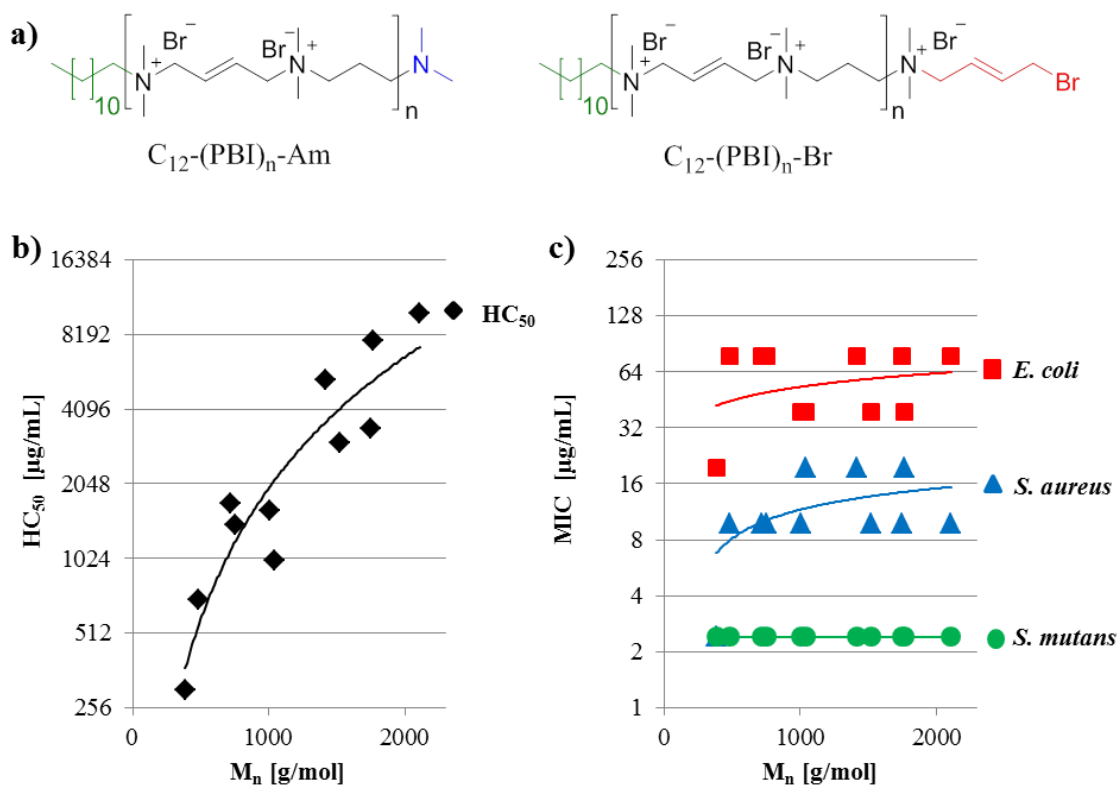 a)
Br⁻
Br⁻
N⁺
N⁺
N
10
n
C₁₂-(PBI)ₙ-Am
Br⁻
Br⁻
Br⁻
N⁺
N⁺
N⁺
Br
10
n
C₁₂-(PBI)ₙ-Br
b)
16384
8192
4096
2048
1024
512
256
HC₅₀ [µg/mL]
0
1000
2000
Mₙ [g/mol]
HC₅₀
c)
256
128
64
32
16
8
4
2
1
MIC [µg/mL]
0
1000
2000
Mₙ [g/mol]
E. coli
S. aureus
S. mutans